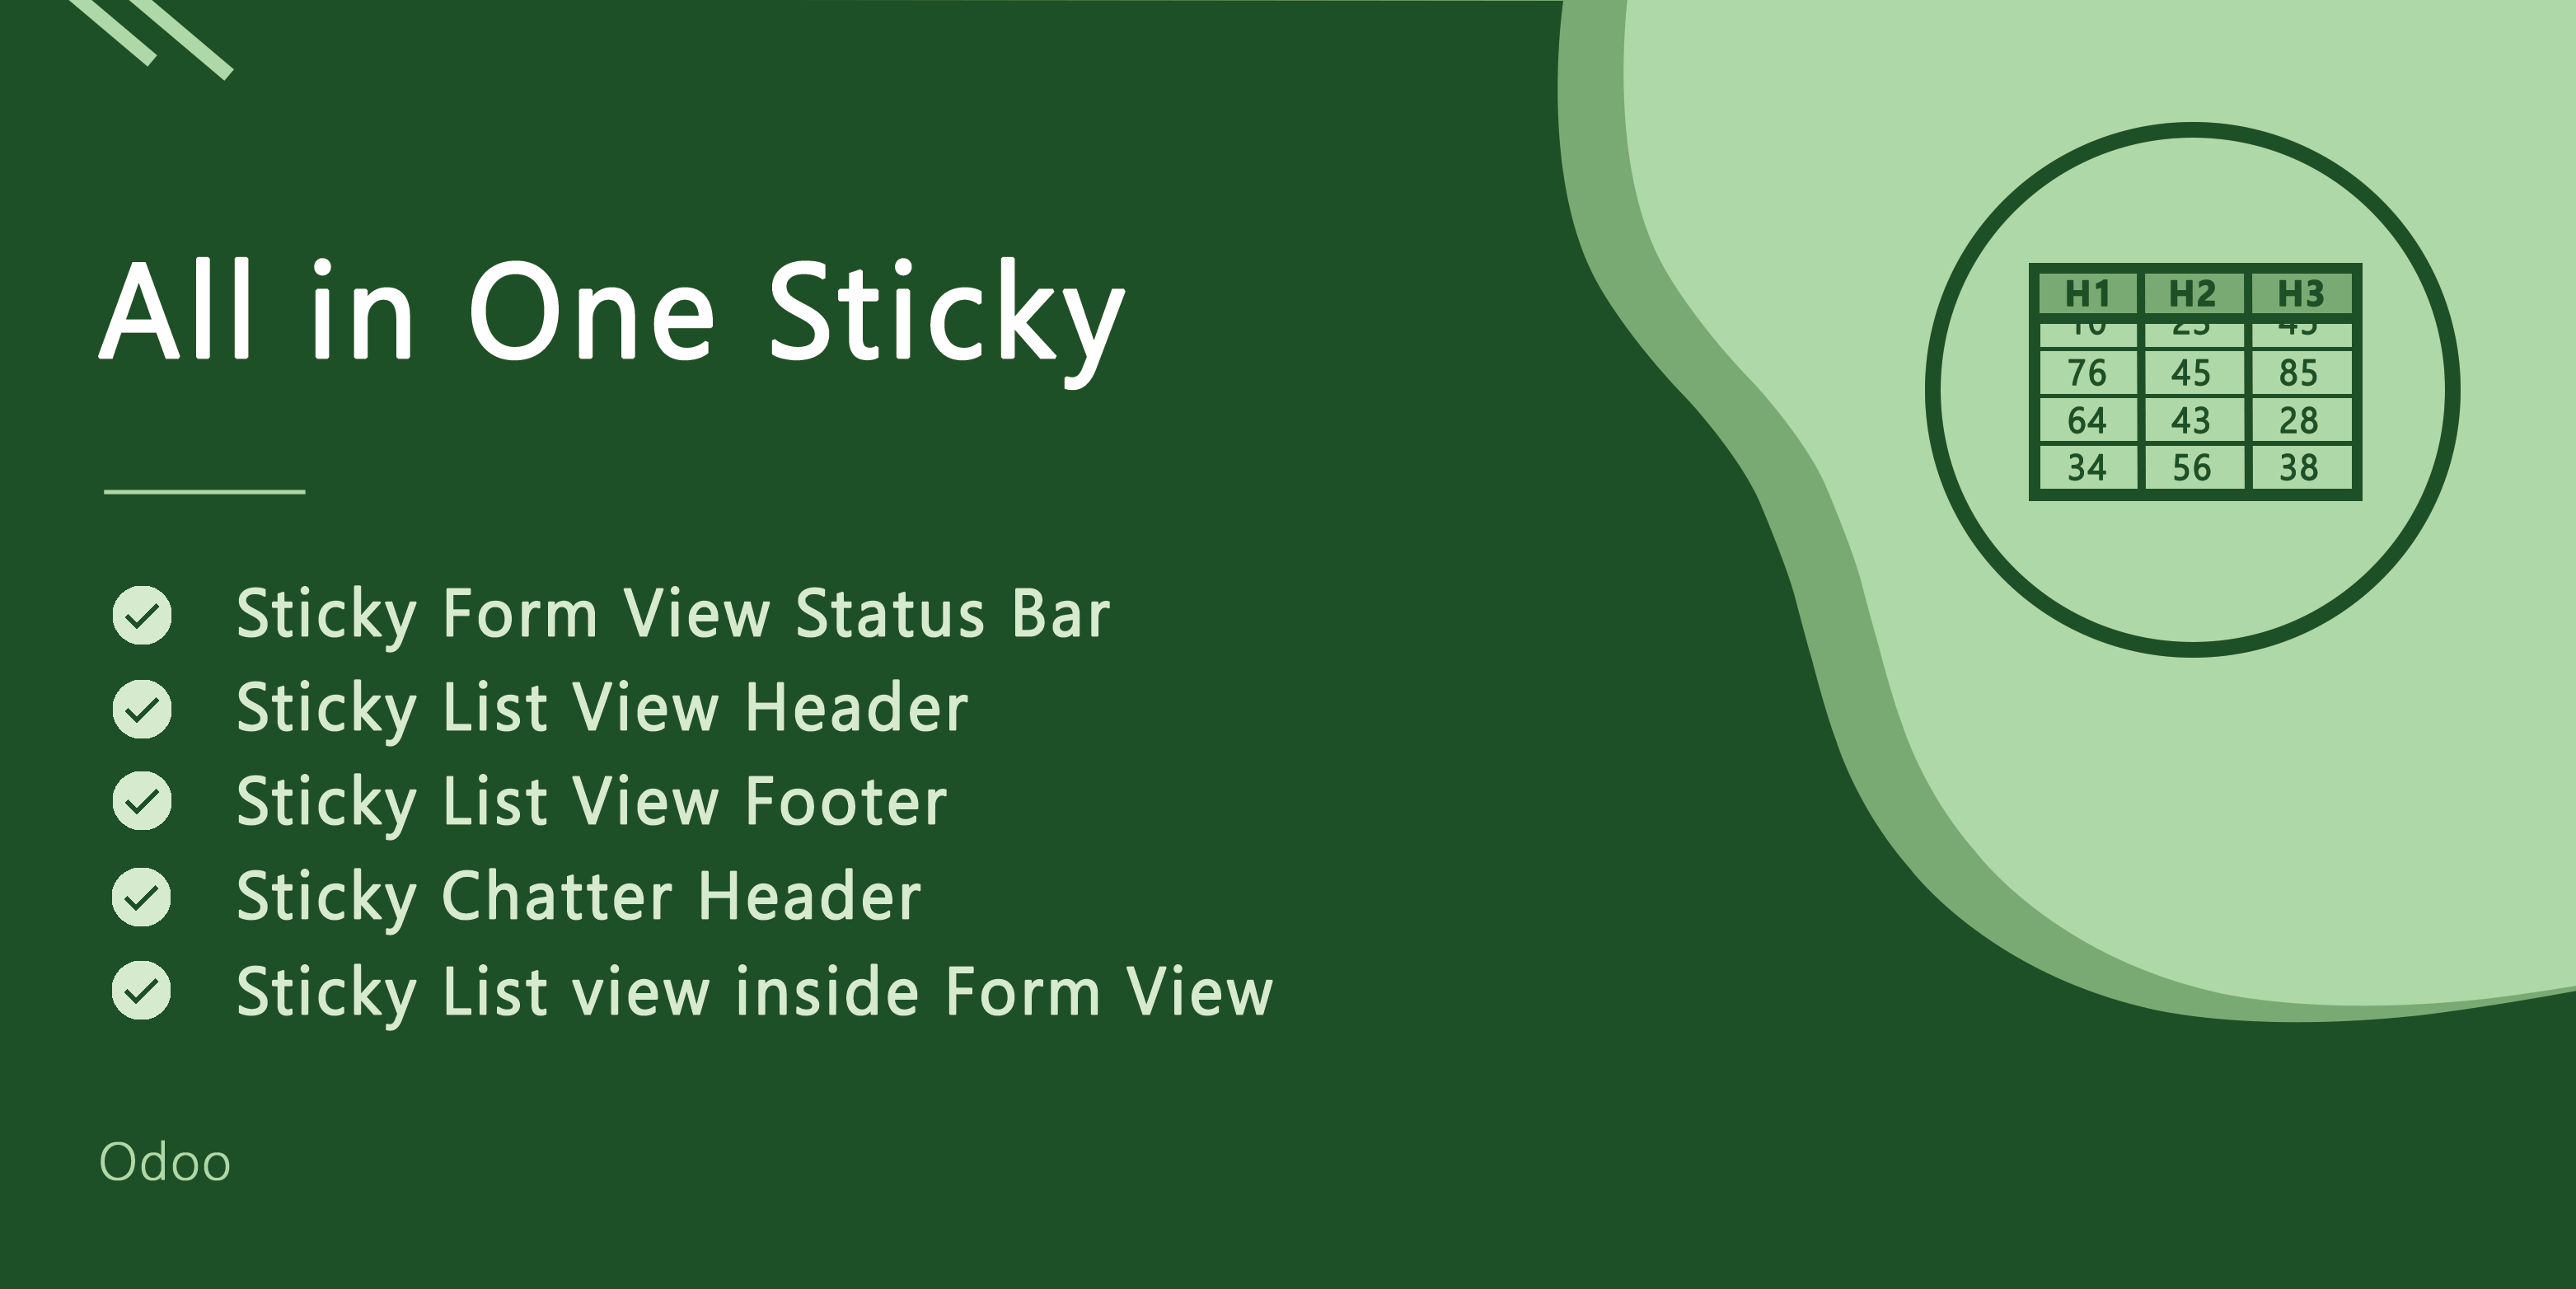 All in One Sticky
Sticky Form View Status Bar
Sticky List View Header
Sticky List View Footer
Sticky Chatter Header
Sticky List view inside Form View
Odoo
H1 H2 H3
76 45 85
64 43 28
34 56 38